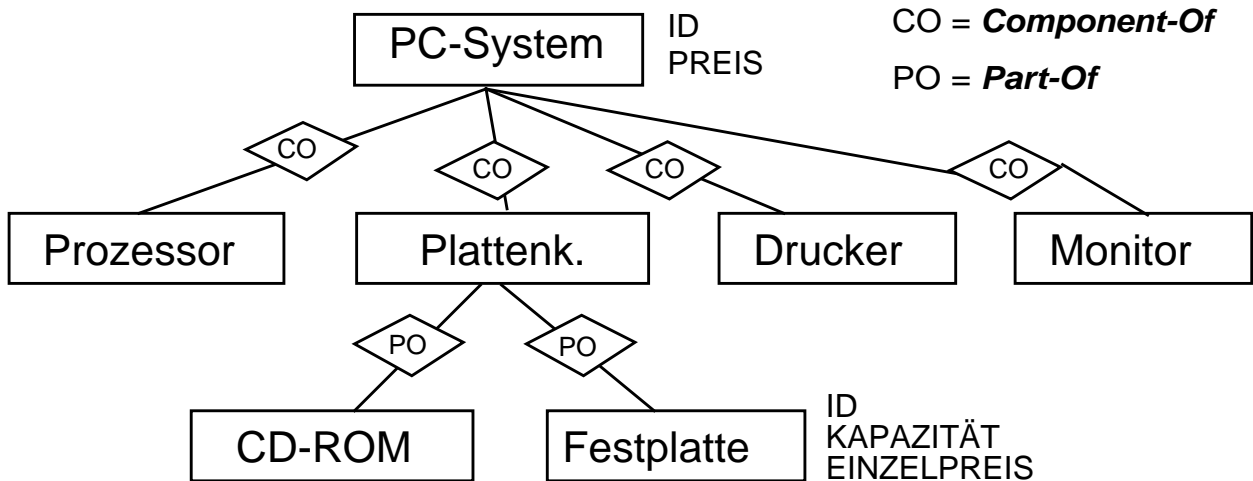 PC-System
ID
PREIS
CO = Component-Of
PO = Part-Of
CO
CO
CO
CO
Prozessor
Plattenk.
Drucker
Monitor
PO
PO
CD-ROM
Festplatte
ID
KAPAZITÄT
EINZELPREIS